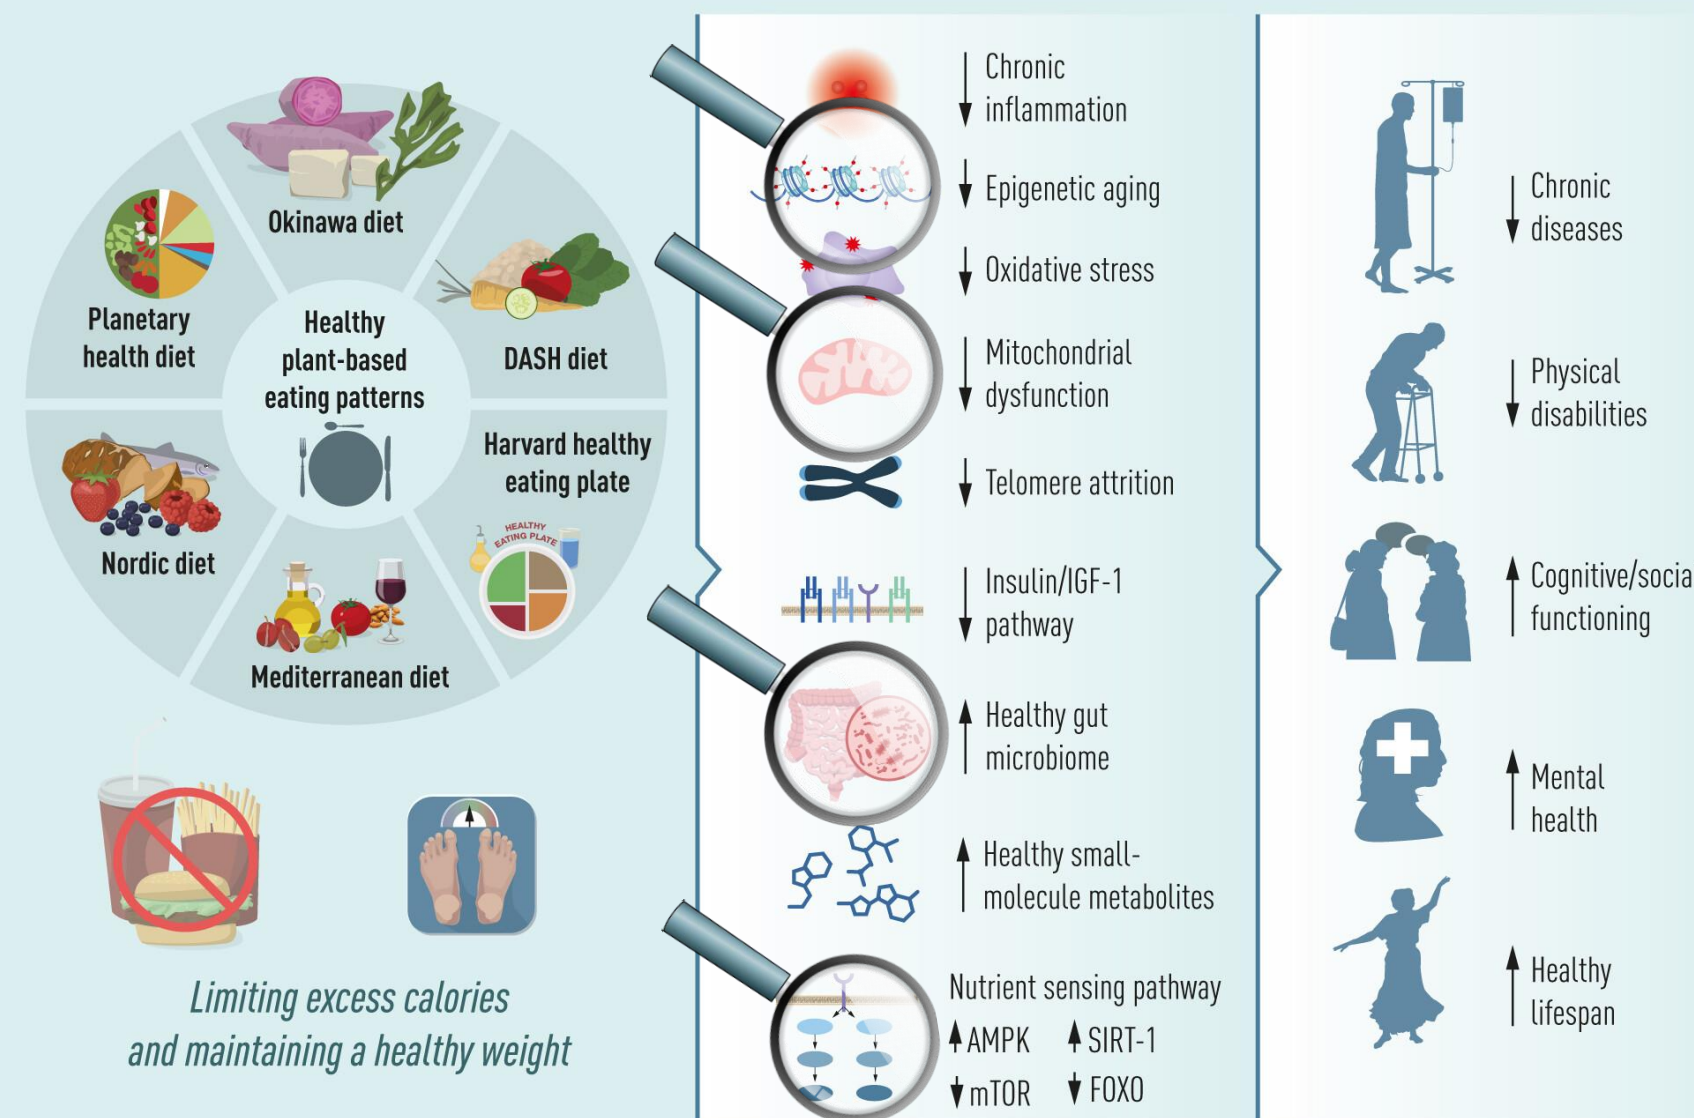 Okinawa diet
Planetary
health diet
DASH diet
Healthy
plant-based
eating patterns
Harvard healthy
eating plate
HEALTHY
EATING PLATE
Nordic diet
Mediterranean diet
Limiting excess calories
and maintaining a healthy weight
Chronic
inflammation
Epigenetic aging
Oxidative stress
Mitochondrial
dysfunction
Telomere attrition
Insulin/IGF-1
pathway
Healthy gut
microbiome
Healthy small-
molecule metabolites
Nutrient sensing pathway
AMPK SIRT-1
mTOR FOXO
Chronic
diseases
Physical
disabilities
Cognitive/socia
functioning
Mental
health
Healthy
lifespan